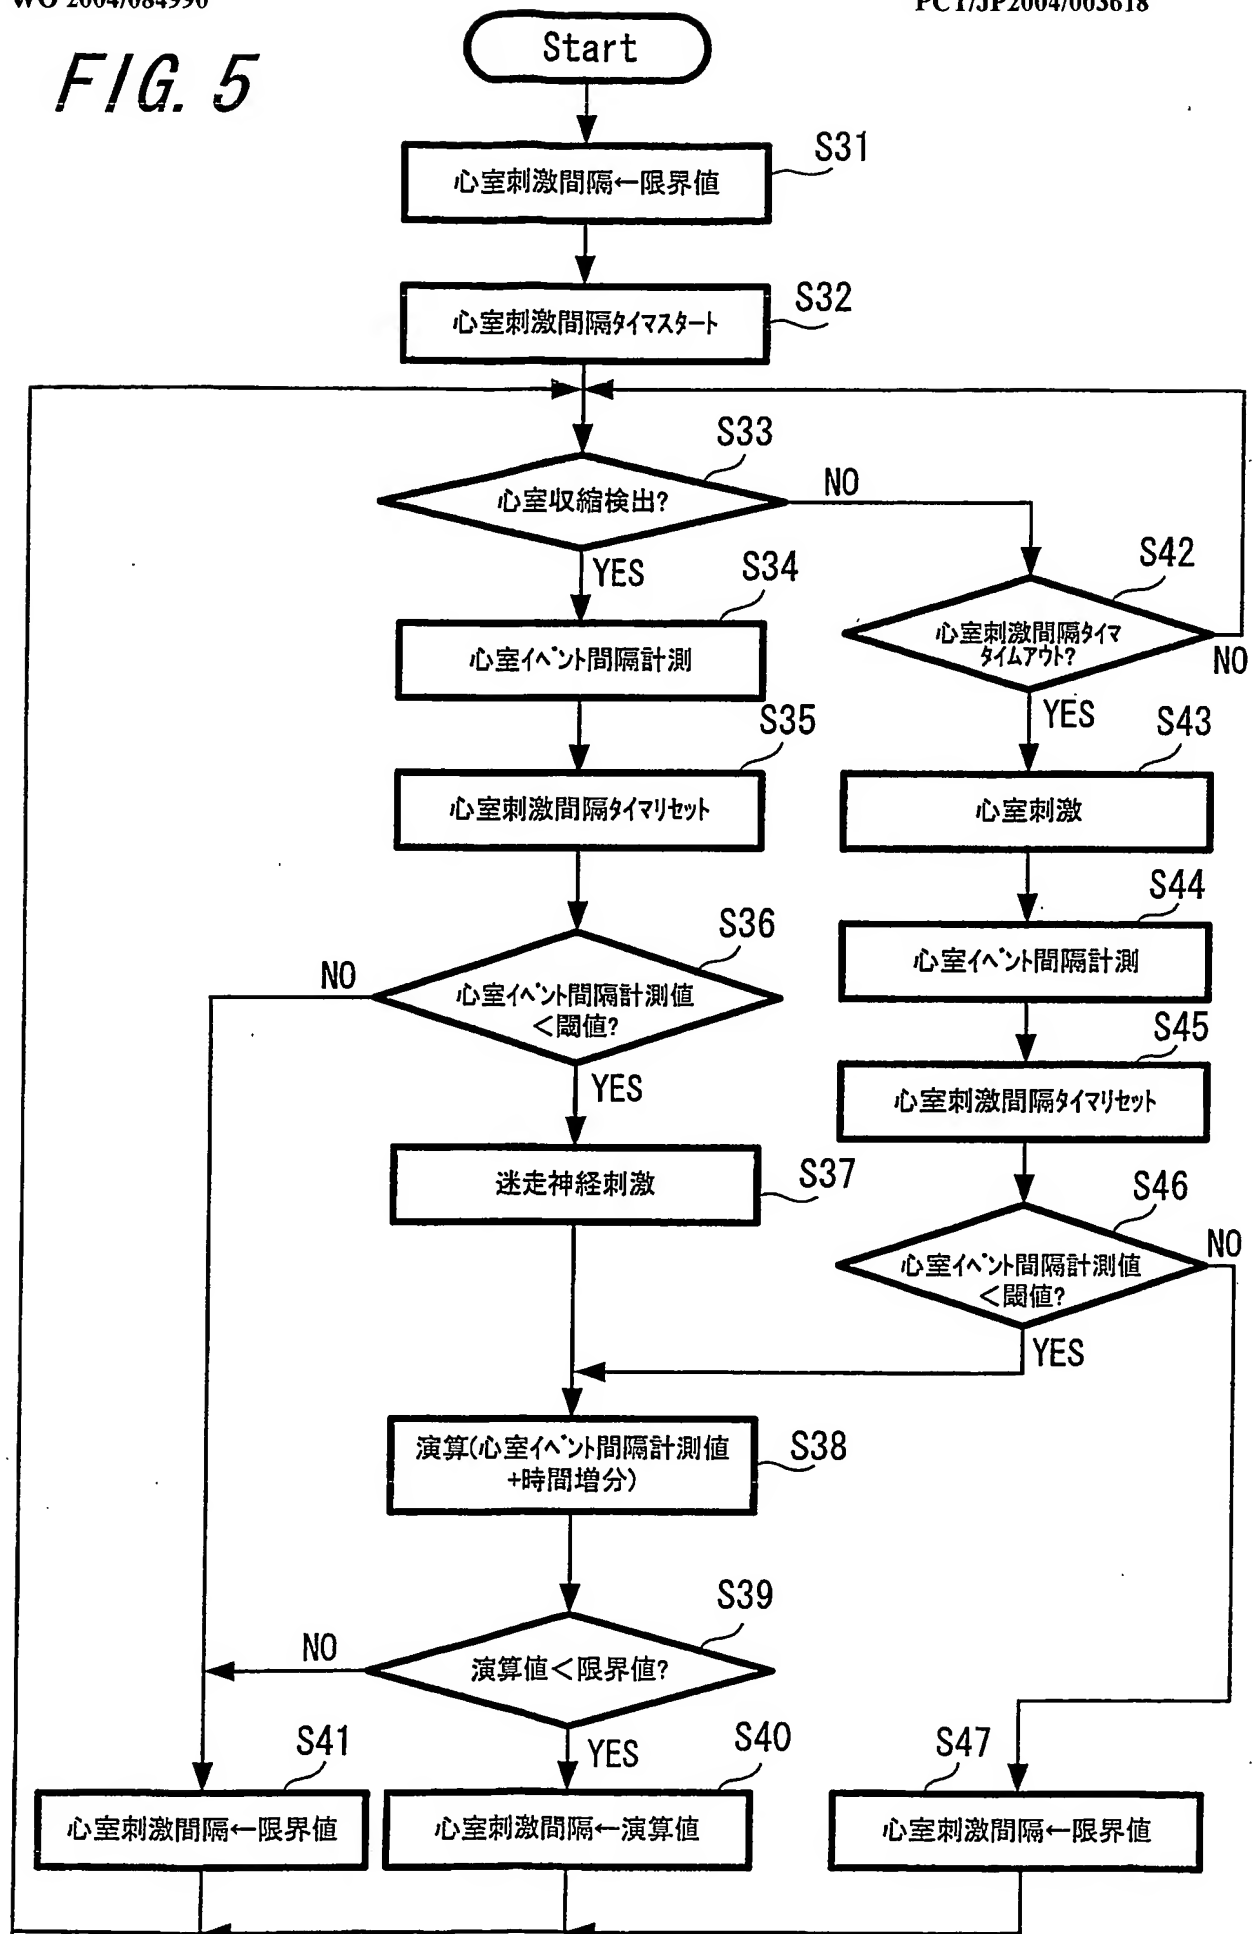 WO 2004/084990
PCT/JP2004/003618
FIG. 5
Start
S31
心室刺激間隔←限界値
S32
心室刺激間隔タイマスタート
S33
心室収縮検出?
NO
YES
S34
心室イベント間隔計測
S35
心室刺激間隔タイマリセット
S36
心室イベント間隔計測値
<閾値?
NO
YES
迷走神経刺激
S37
S42
心室刺激間隔タイマ
タイムアウト?
NO
YES
S43
心室刺激
S44
心室イベント間隔計測
S45
心室刺激間隔タイマリセット
S46
心室イベント間隔計測値
<閾値?
NO
YES
演算(心室イベント間隔計測値
+時間増分)
S38
S39
演算値<限界値?
NO
YES
S41
心室刺激間隔←限界値
S40
心室刺激間隔←演算値
S47
心室刺激間隔←限界値